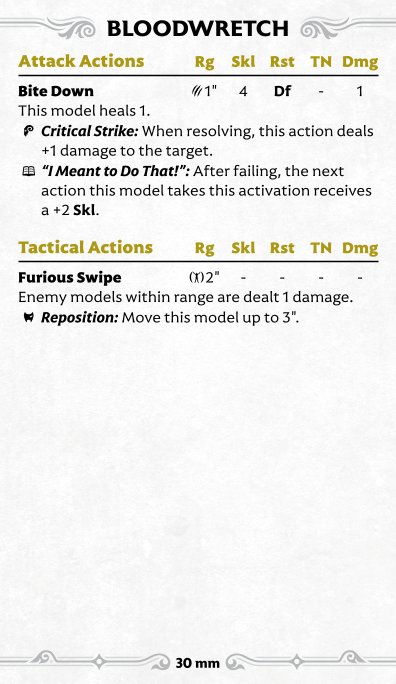 BLOODWRETCH
Attack Actions Rg Skl Rst TN Dmg
Bite Down 1" 4 Df - 1
This model heals 1.
Critical Strike: When resolving, this action deals
+1 damage to the target.
“I Meant to Do That!”: After failing, the next
action this model takes this activation receives
a +2 Skl.
Tactical Actions Rg Skl Rst TN Dmg
Furious Swipe 2" - - - -
Enemy models within range are dealt 1 damage.
Reposition: Move this model up to 3".
30 mm